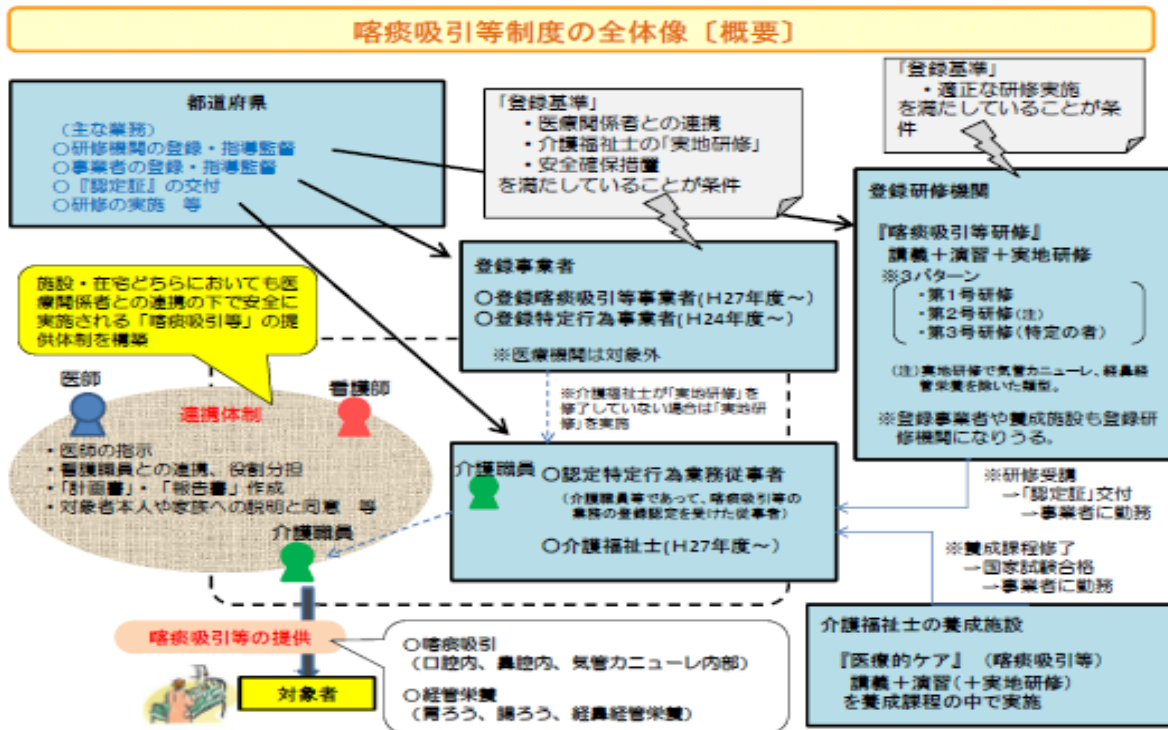 喀痰吸引等制度の全体像〔概要〕
都道府県
(主な業務)
○研修機関の登録・指導監督
○事業者の登録・指導監督
○『認定証』の交付
○研修の実施 等
「登録基準」
・医療関係者との連携
・介護福祉士の「実地研修」
・安全確保措置
を満たしていることが条件
「登録基準」
・適正な研修実施
を満たしていることが条
件
登録研修機関
『喀痰吸引等研修』
講義+演習+実地研修
※3パターン
・第1号研修
・第2号研修(注)
・第3号研修(特定の者)
(注)実地研修で気管カニューレ、経鼻経
管栄養を除いた類型。
※登録事業者や養成施設も登録研
修機関になりうる。
登録事業者
○登録喀痰吸引等事業者(H27年度~)
○登録特定行為事業者(H24年度~)
※医療機関は対象外
施設・在宅どちらにおいても医
療関係者との連携の下で安全に
実施される「喀痰吸引等」の提
供体制を構築
※介護福祉士が「実地研修」を
修了していない場合は「実地研
修」を実施
医師
看護師
連携体制
・医師の指示
・看護職員との連携、役割分担
・「計画書」・「報告書」作成
・対象者本人や家族への説明と同意 等
介護職員
介護職員
○認定特定行為業務従事者
(介護職員等であって、喀痰吸引等の
業務の登録認定を受けた従事者)
○介護福祉士(H27年度~)
※研修受講
→「認定証」交付
→事業者に勤務
※養成課程修了
→国家試験合格
→事業者に勤務
介護福祉士の養成施設
『医療的ケア』(喀痰吸引等)
講義+演習(+実地研修)
を養成課程の中で実施
喀痰吸引等の提供
対象者
○喀痰吸引
(口腔内、鼻腔内、気管カニューレ内部)
○経管栄養
(胃ろう、腸ろう、経鼻経管栄養)